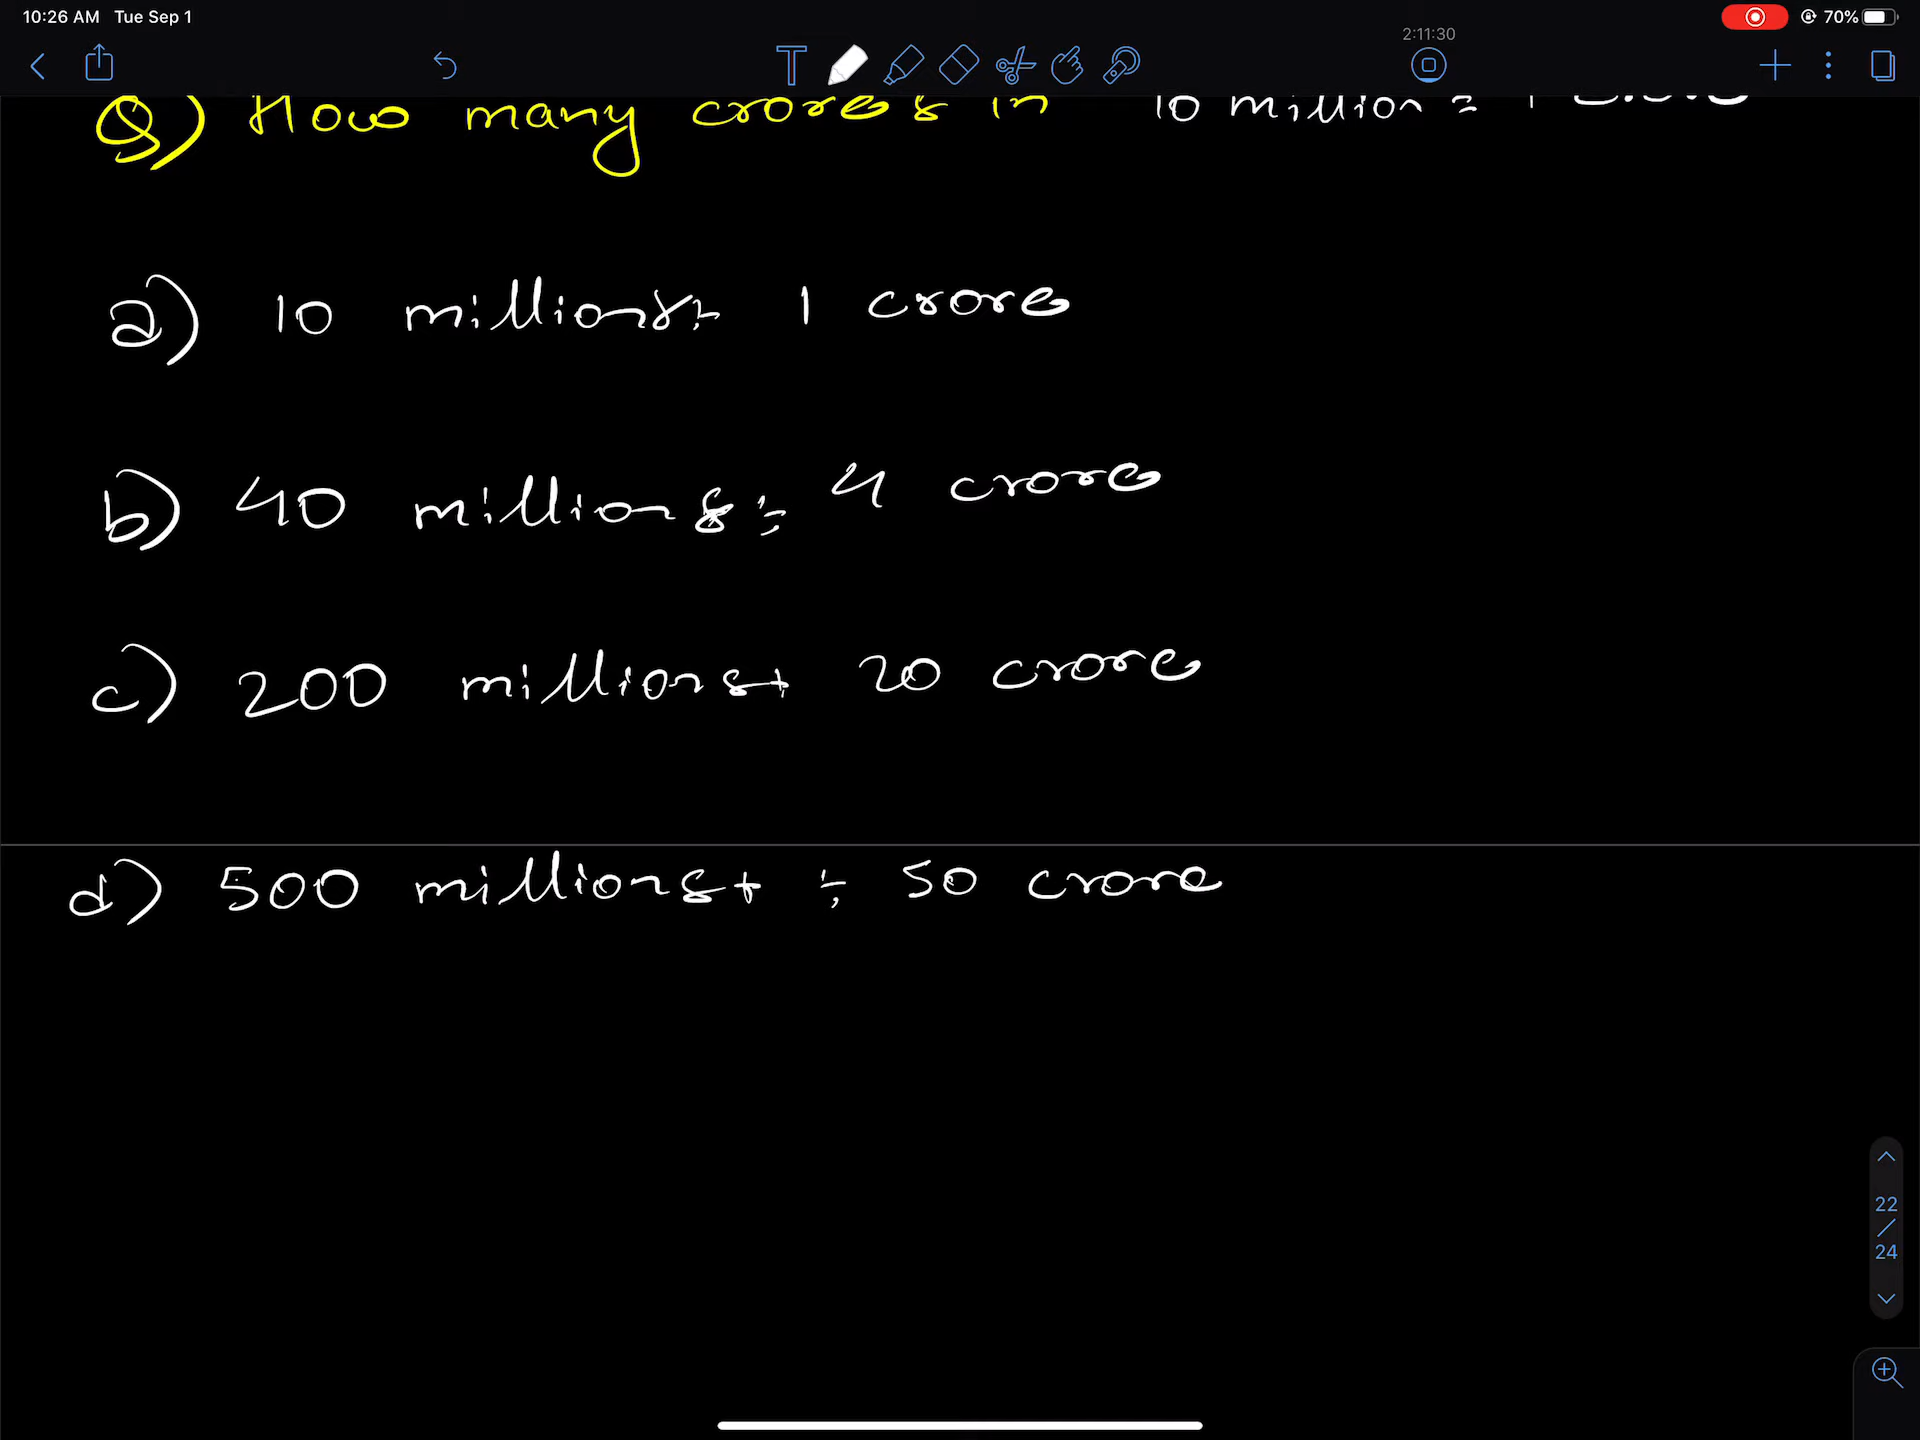 10:26 AM Tue Sep 1
70%
2:11:30
Q) How many crores in 10 million = 1
a) 10 millions = 1 crore
b) 40 millions = 4 crore
c) 200 millions 20 crore
d) 500 millions = 50 crore
22
/
24